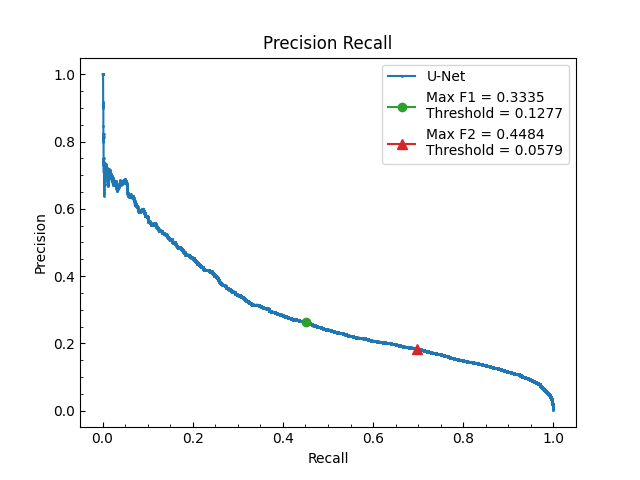 Precision Recall
1.0
0.8
0.6
0.4
0.2
0.0
Precision
U-Net
Max F1 = 0.3335
Threshold = 0.1277
Max F2 = 0.4484
Threshold = 0.0579
0.0 0.2 0.4 0.6 0.8 1.0
Recall